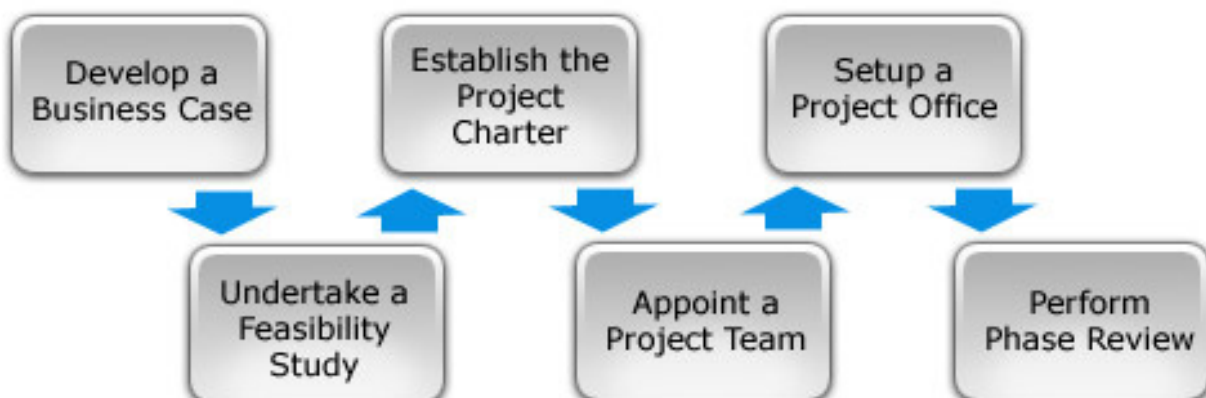 Develop a
Business Case
Undertake a
Feasibility
Study
Establish the
Project
Charter
Appoint a
Project Team
Setup a
Project Office
Perform
Phase Review